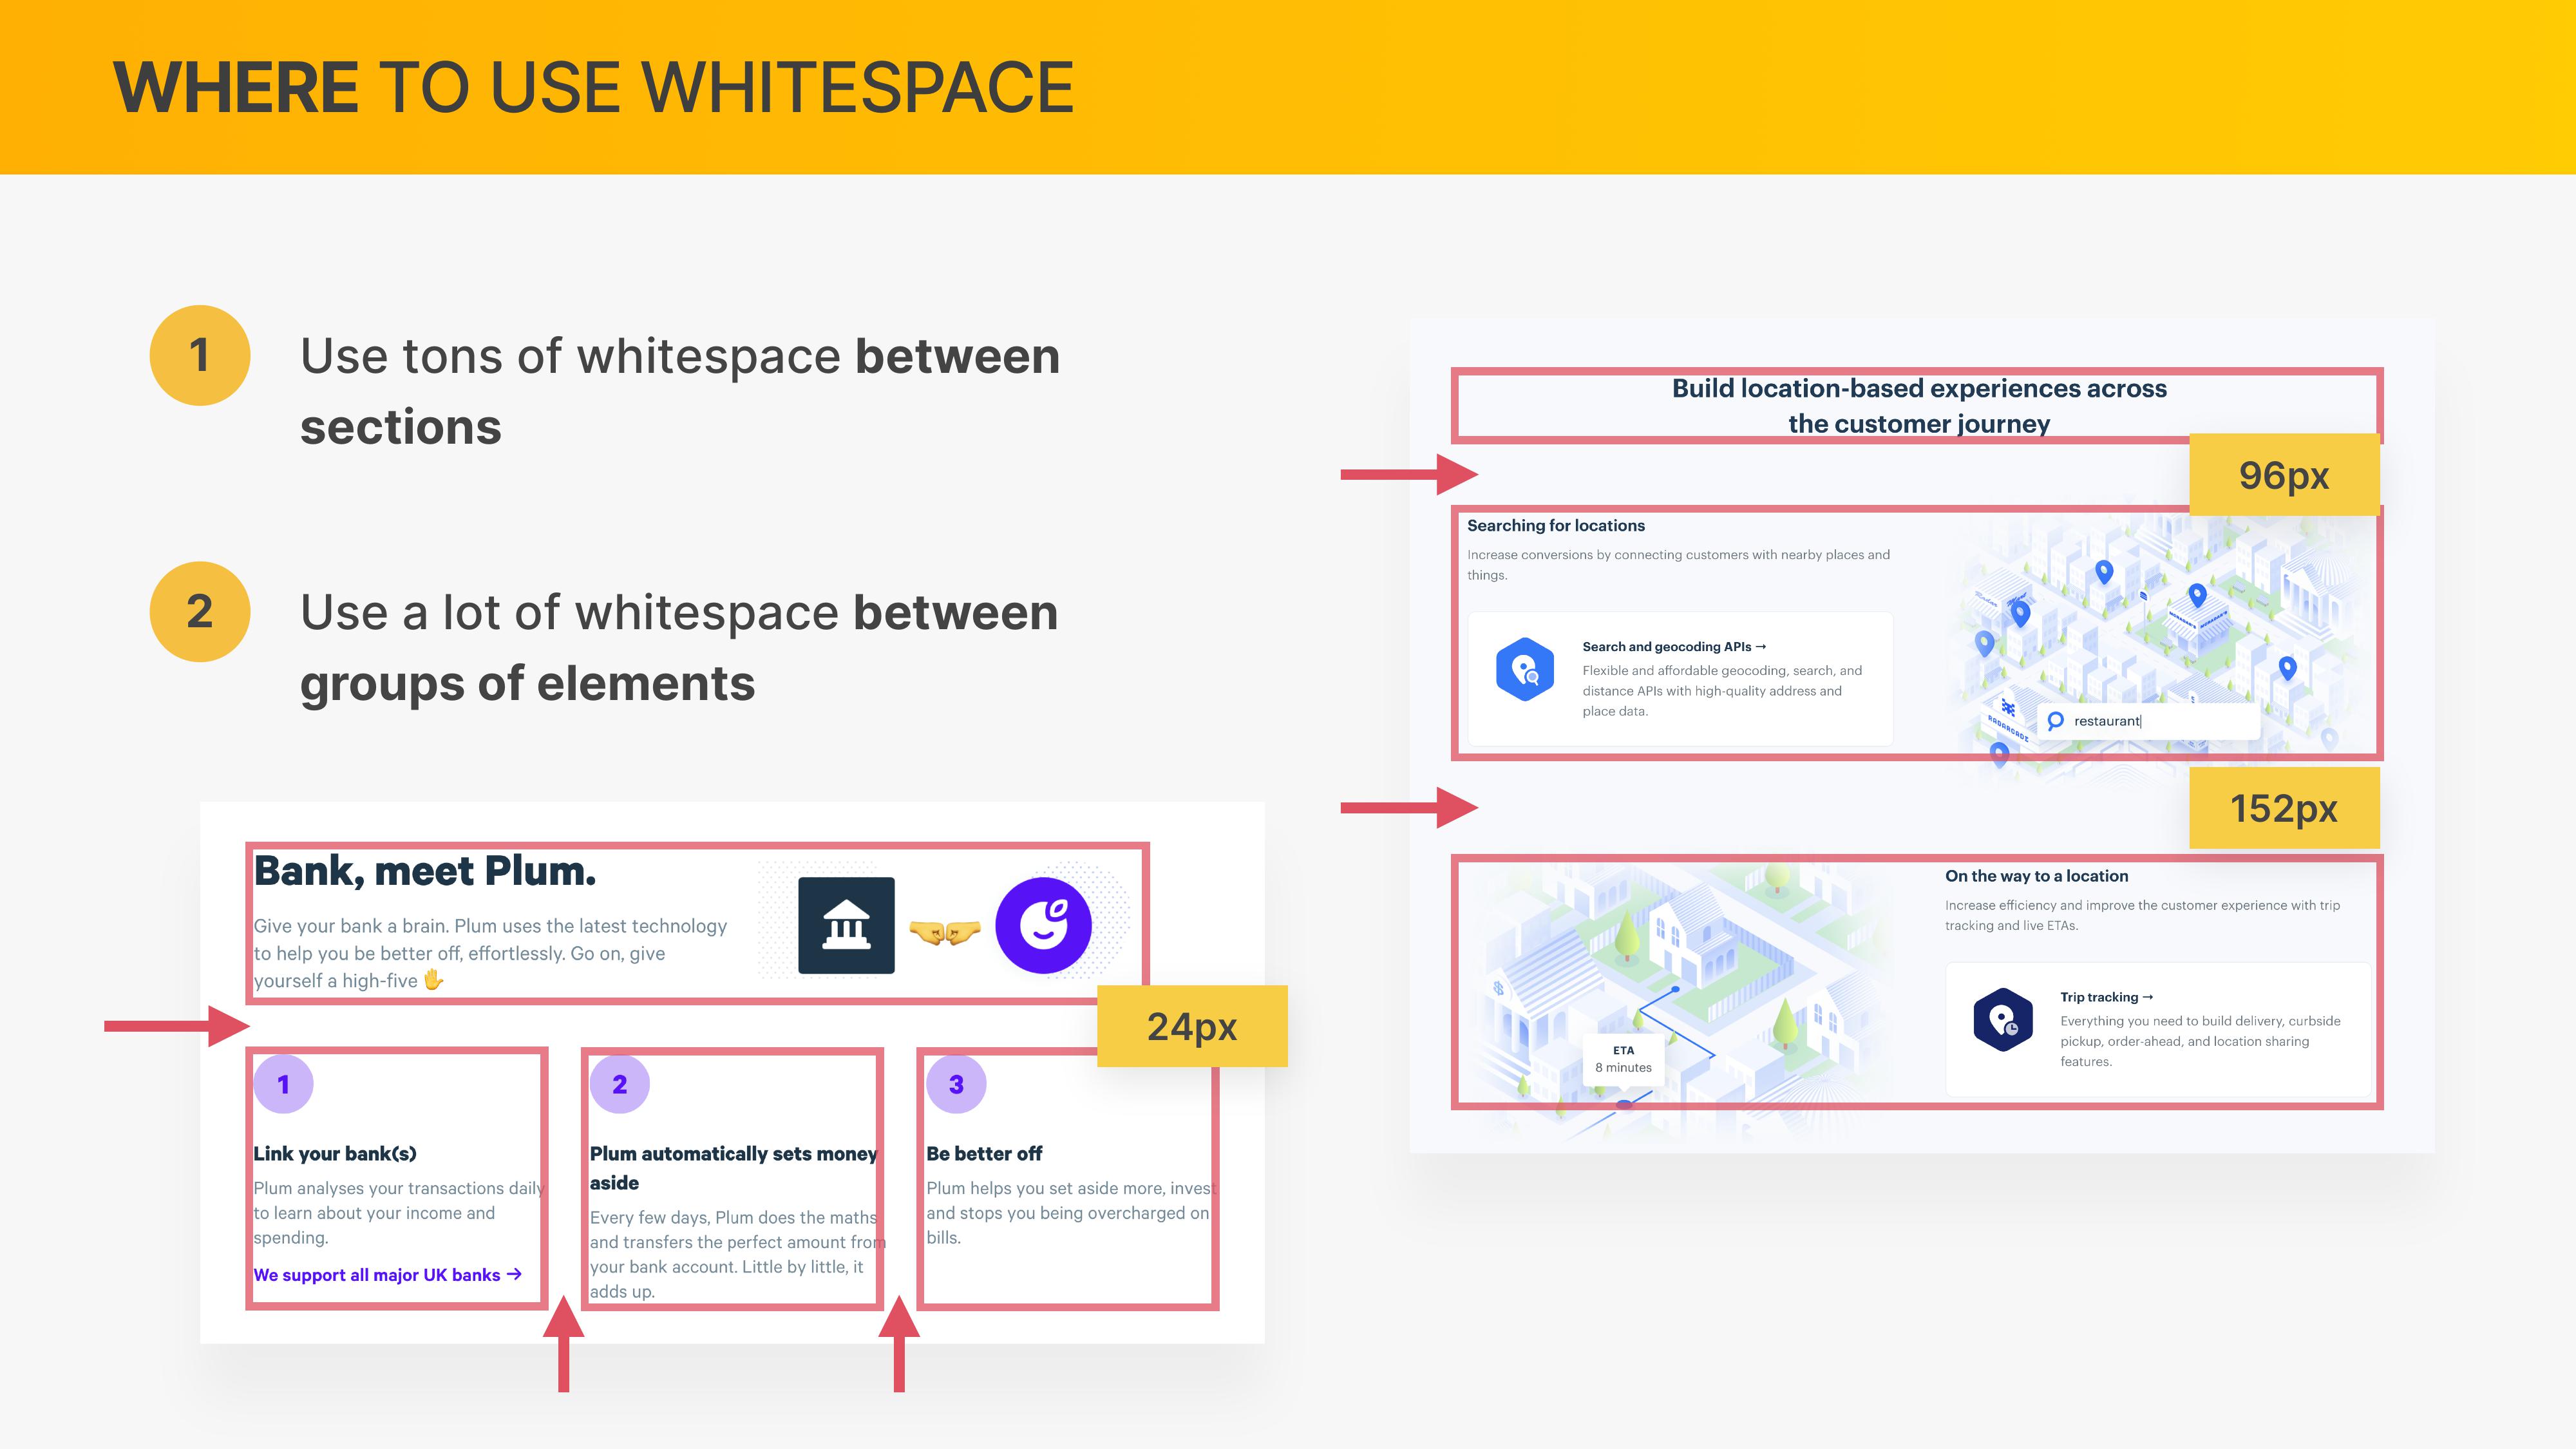 WHERE TO USE WHITESPACE
1
Use tons of whitespace between
sections
2
Use a lot of whitespace between
groups of elements
Bank, meet Plum.
Give your bank a brain. Plum uses the latest technology
to help you be better off, effortlessly. Go on, give
yourself a high-five ✋
24px
1
Link your bank(s)
Plum analyses your transactions daily
to learn about your income and
spending.
We support all major UK banks →
2
Plum automatically sets money
aside
Every few days, Plum does the maths
and transfers the perfect amount from
your bank account. Little by little, it
adds up.
3
Be better off
Plum helps you set aside more, invest
and stops you being overcharged on
bills.
Build location-based experiences across
the customer journey
96px
Searching for locations
Increase conversions by connecting customers with nearby places and
things.
Search and geocoding APIs →
Flexible and affordable geocoding, search, and
distance APIs with high-quality address and
place data.
restaurant
152px
ETA
8 minutes
On the way to a location
Increase efficiency and improve the customer experience with trip
tracking and live ETAs.
Trip tracking →
Everything you need to build delivery, curbside
pickup, order-ahead, and location sharing
features.